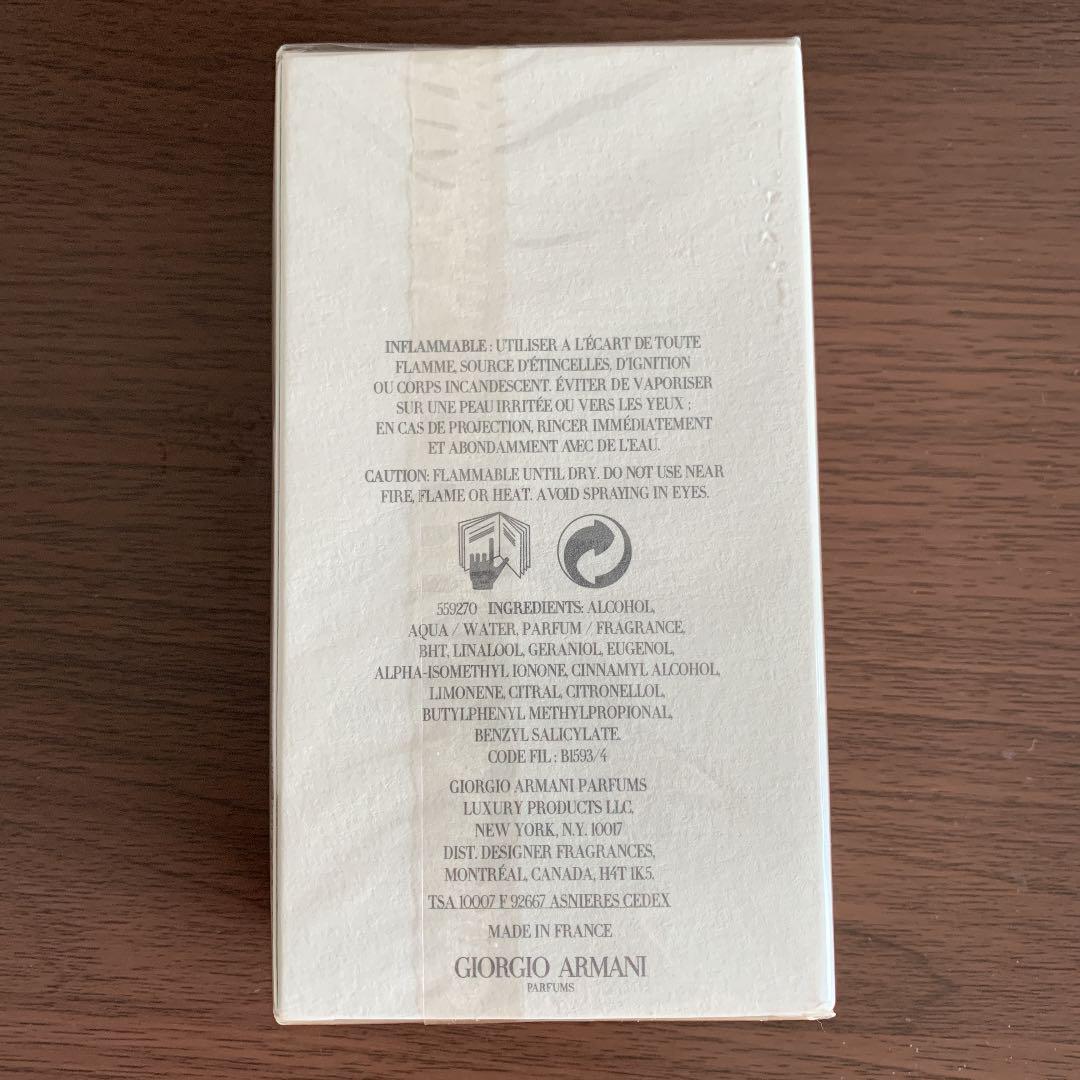 INFLAMMABLE : UTILISER A L'ÉCART DE TOUTE
FLAMME, SOURCE D'ÉTINCELLES, D'IGNITION
OU CORPS INCANDESCENT. ÉVITER DE VAPORISER
SUR UNE PEAU IRRITÉE OU VERS LES YEUX ;
EN CAS DE PROJECTION, RINCER IMMÉDIATEMENT
ET ABONDAMMENT AVEC DE L'EAU.
CAUTION: FLAMMABLE UNTIL DRY. DO NOT USE NEAR
FIRE, FLAME OR HEAT. AVOID SPRAYING IN EYES.
559270 INGREDIENTS: ALCOHOL,
AQUA / WATER, PARFUM / FRAGRANCE,
BHT, LINALOOL, GERANIOL, EUGENOL,
ALPHA-ISOMETHYL IONONE, CINNAMYL ALCOHOL,
LIMONENE, CITRAL, CITRONELLOL,
BUTYLPHENYL METHYLPROPIONAL,
BENZYL SALICYLATE.
CODE FIL : B1593/4
GIORGIO ARMANI PARFUMS
LUXURY PRODUCTS LLC,
NEW YORK, N.Y. 10017
DIST. DESIGNER FRAGRANCES,
MONTRÉAL, CANADA, H4T 1K5.
TSA 10007 F 92667 ASNIERES CEDEX
MADE IN FRANCE
GIORGIO ARMANI
PARFUMS